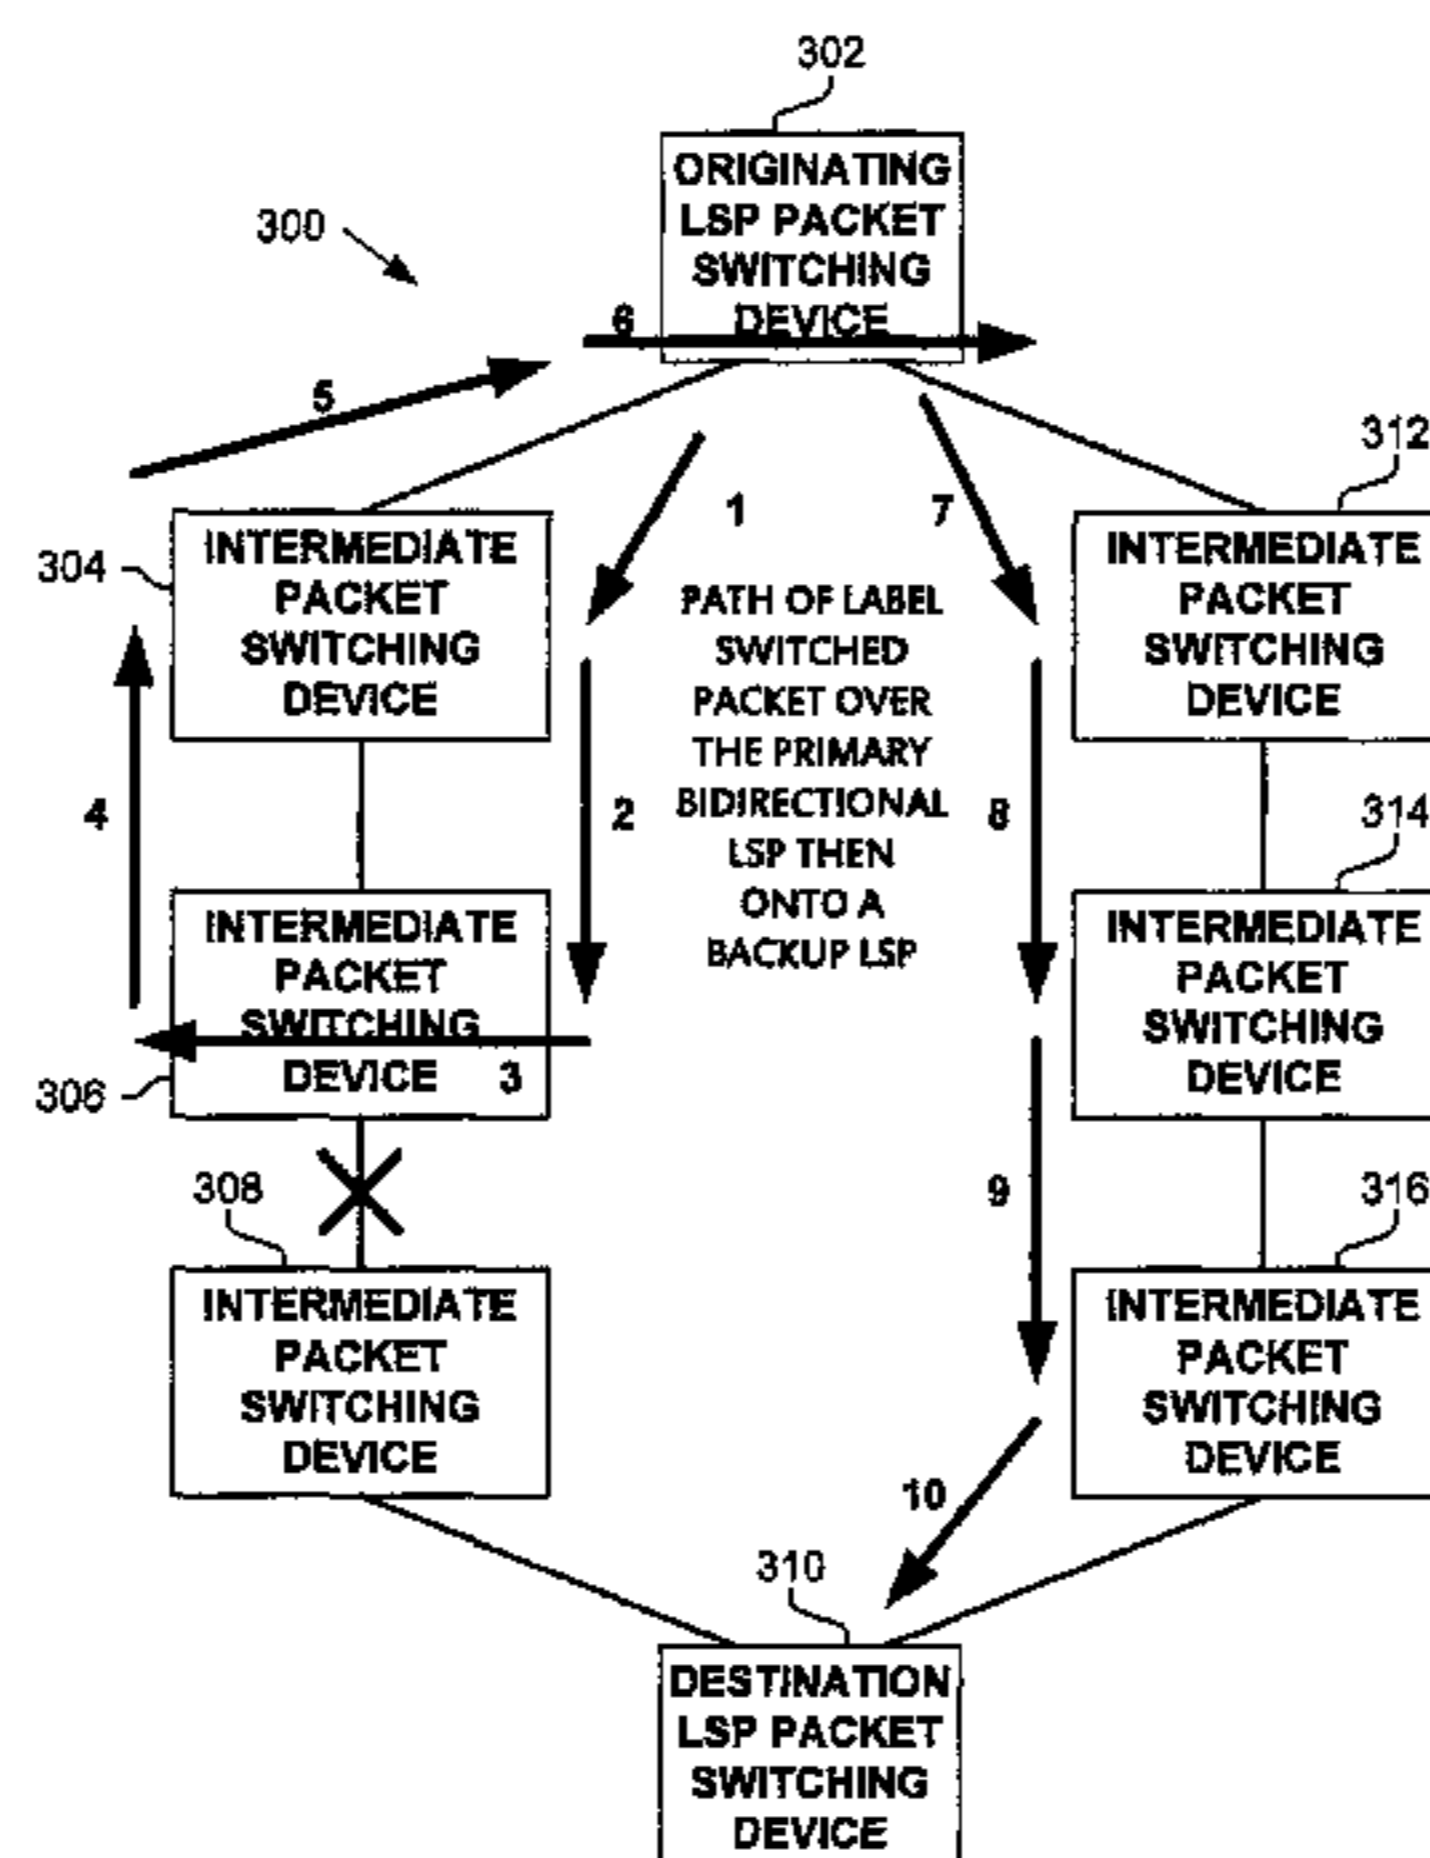 302
ORIGINATING
LSP PACKET
SWITCHING
DEVICE
300
6
5
312
1
7
304
INTERMEDIATE
PACKET
SWITCHING
DEVICE
PATH OF LABEL
SWITCHED
PACKET OVER
THE PRIMARY
BIDIRECTIONAL
LSP THEN
ONTO A
BACKUP LSP
INTERMEDIATE
PACKET
SWITCHING
DEVICE
4
2
8
314
INTERMEDIATE
PACKET
SWITCHING
DEVICE
3
306
INTERMEDIATE
PACKET
SWITCHING
DEVICE
308
9
316
INTERMEDIATE
PACKET
SWITCHING
DEVICE
INTERMEDIATE
PACKET
SWITCHING
DEVICE
10
310
DESTINATION
LSP PACKET
SWITCHING
DEVICE